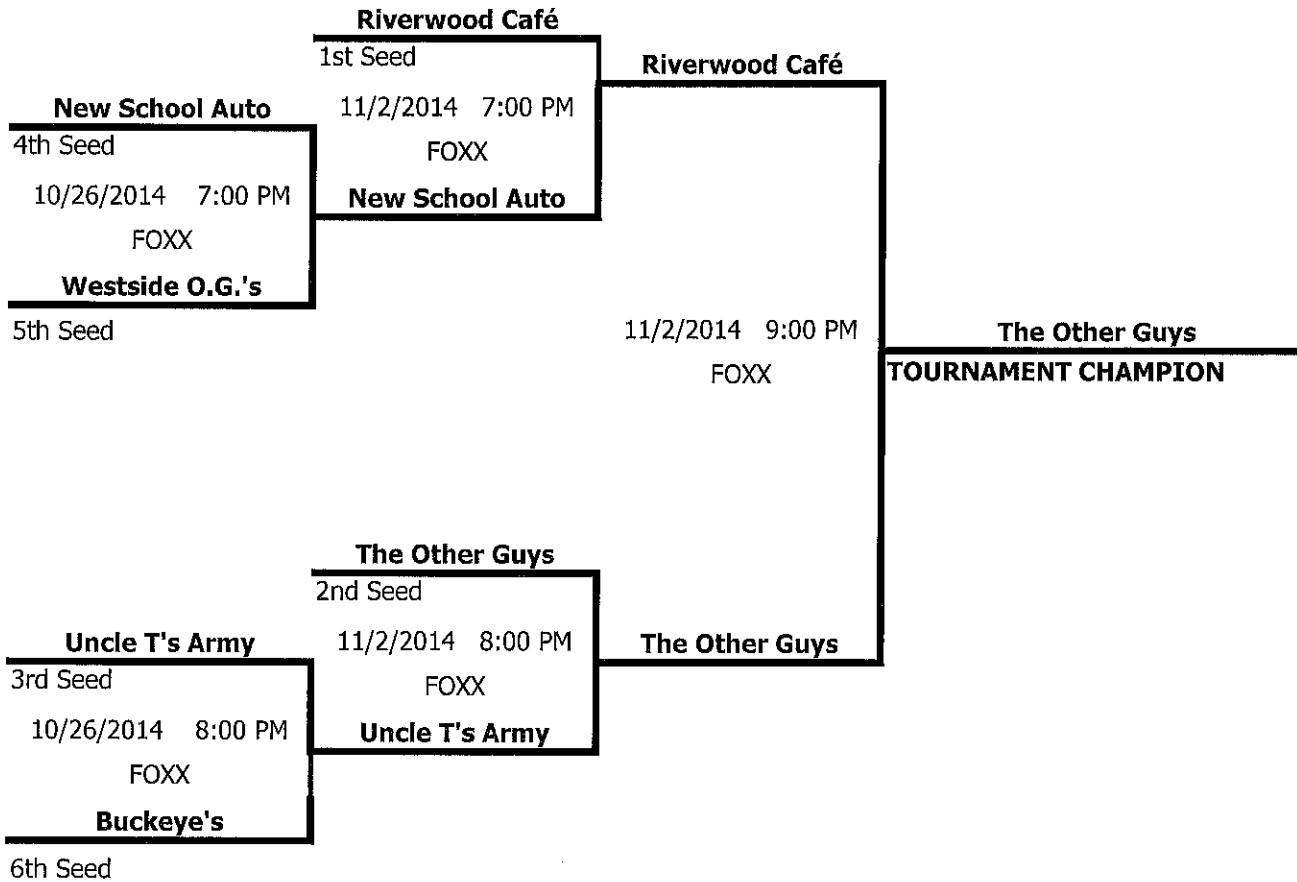 Riverwood Café
1st Seed
11/2/2014 7:00 PM
FOXX
New School Auto
Riverwood Café
New School Auto
4th Seed
10/26/2014 7:00 PM
FOXX
Westside O.G.'s
5th Seed
11/2/2014 9:00 PM
FOXX
The Other Guys
TOURNAMENT CHAMPION
The Other Guys
2nd Seed
11/2/2014 8:00 PM
FOXX
Uncle T's Army
The Other Guys
Uncle T's Army
3rd Seed
10/26/2014 8:00 PM
FOXX
Buckeye's
6th Seed